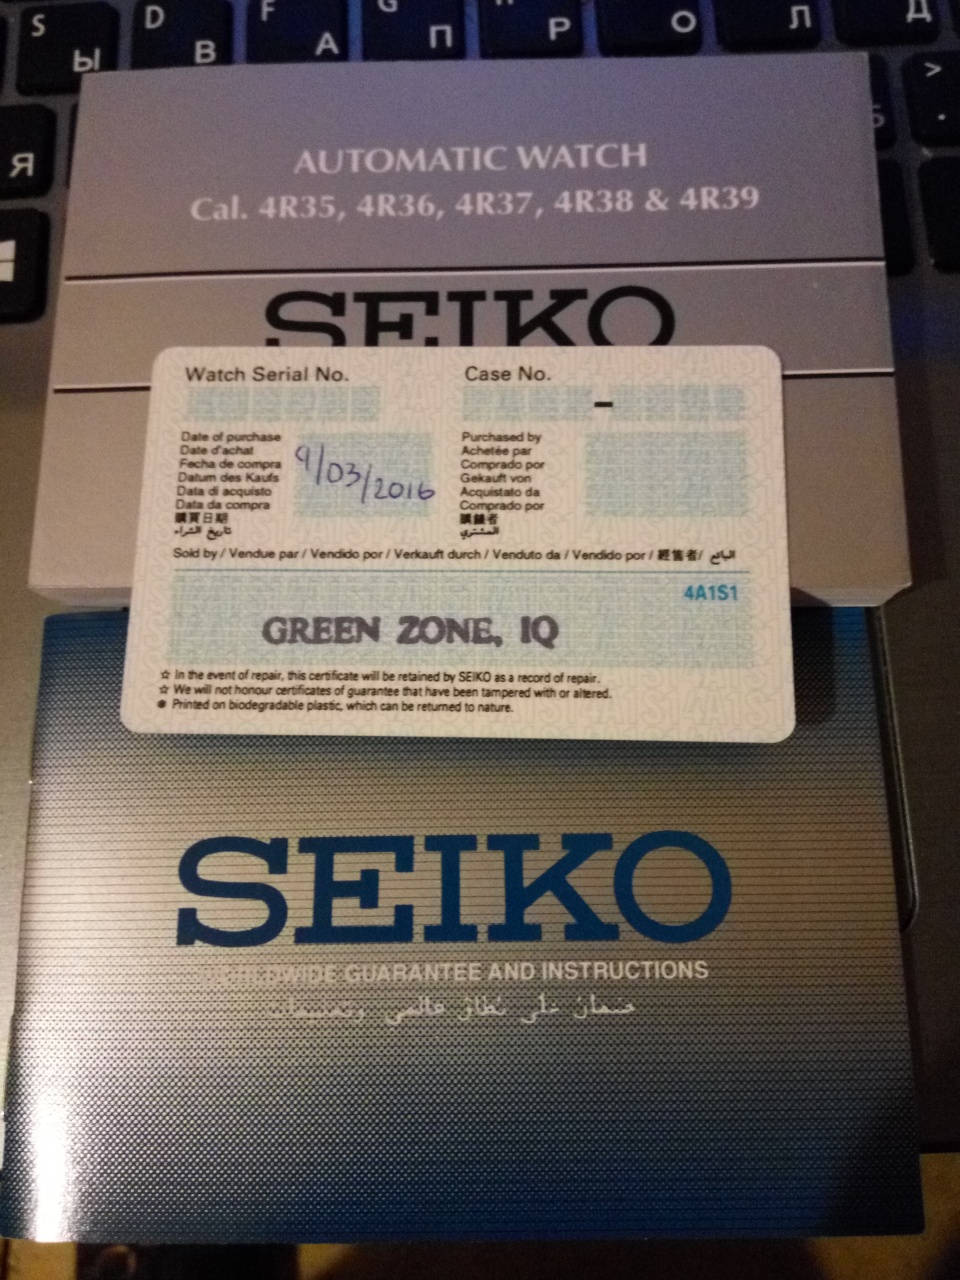 S D F G
Ы В А П Р О Л Д
Я
> .
AUTOMATIC WATCH
Cal. 4R35, 4R36, 4R37, 4R38 & 4R39
SEIKO
Watch Serial No. Case No.
-
Date of purchase
Date d'achat
Fecha de compra
Datum des Kaufs
Data di acquisto
Data da compra
購買日期
تاريخ الشراء
9/03/2016
Purchased by
Achetée par
Comprado por
Gekauft von
Acquistato da
Comprado por
購錶者
المشتري
Sold by / Vendue par / Vendido por / Verkauft durch / Venduto da / Vendido por / 經售者/ البائع
4A1S1
GREEN ZONE, IQ
☆ In the event of repair, this certificate will be retained by SEIKO as a record of repair.
☆ We will not honour certificates of guarantee that have been tampered with or altered.
● Printed on biodegradable plastic, which can be returned to nature.
SEIKO
WORLDWIDE GUARANTEE AND INSTRUCTIONS
ضمان على نطاق عالمي وتعليمات